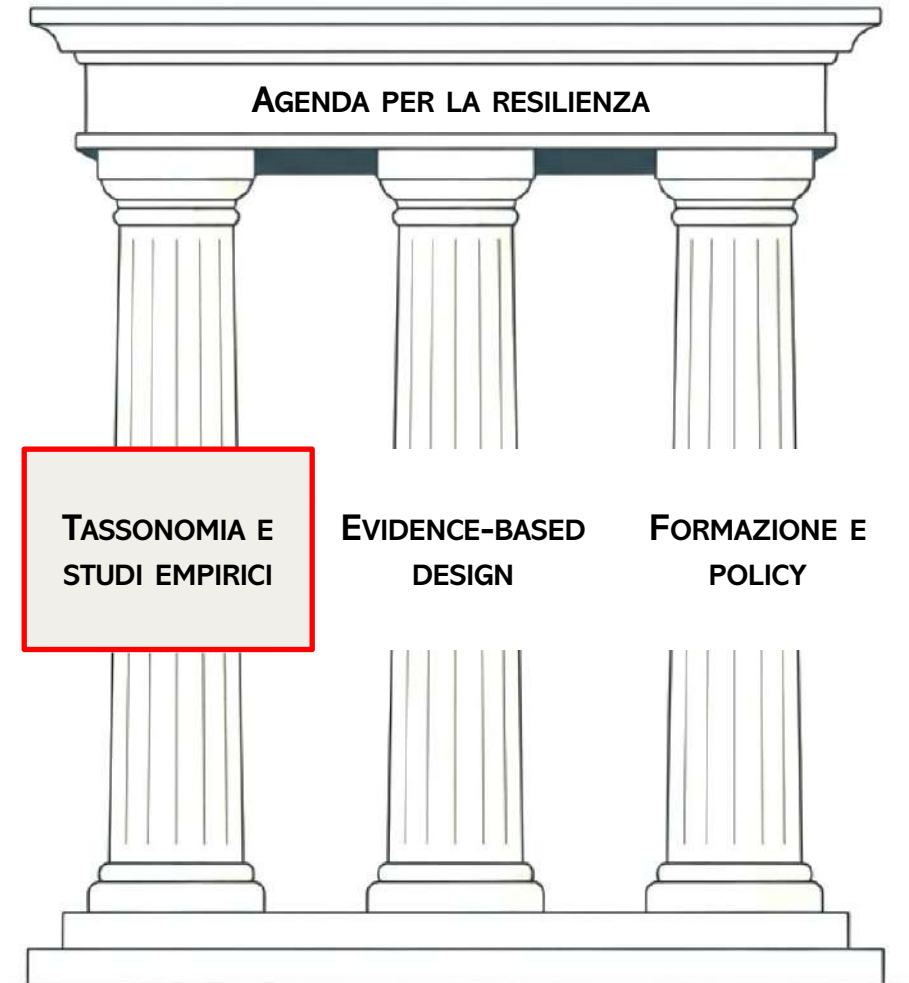 AGENDA PER LA RESILIENZA
TASSONOMIA E
STUDI EMPIRICI
EVIDENCE-BASED
DESIGN
FORMAZIONE E
POLICY